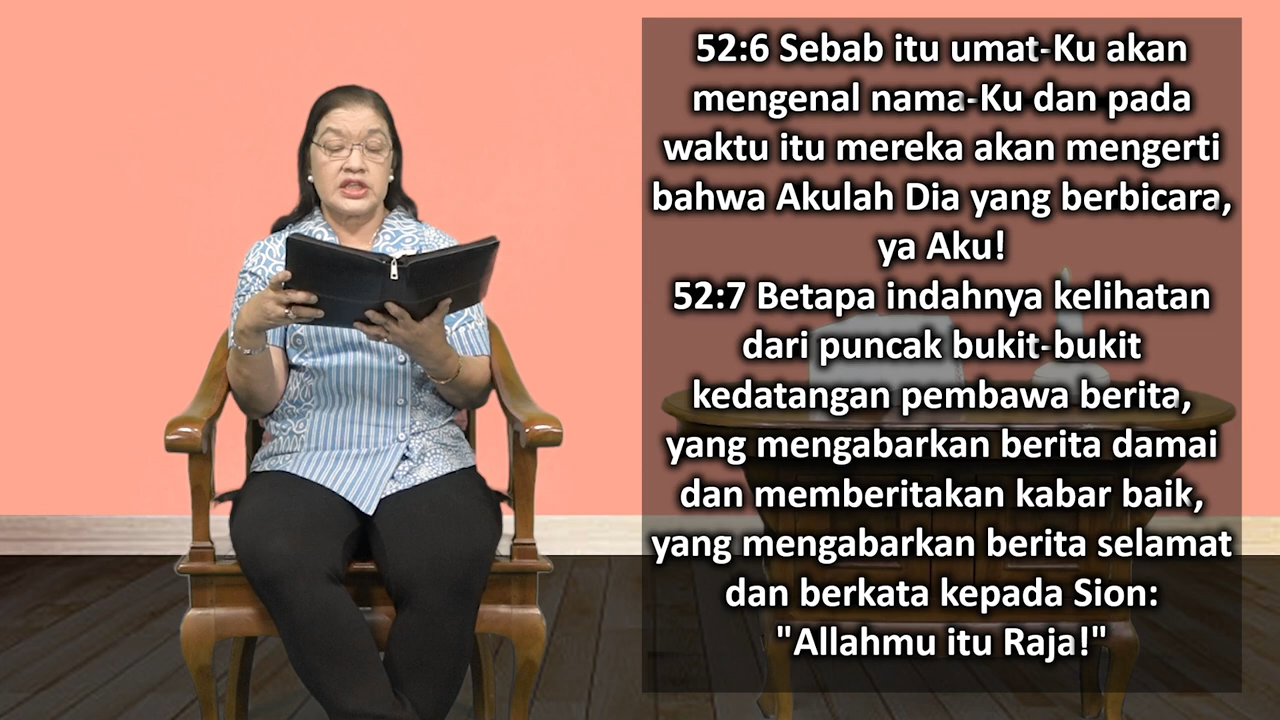 52:6 Sebab itu umat-Ku akan
mengenal nama-Ku dan pada
waktu itu mereka akan mengerti
bahwa Akulah Dia yang berbicara,
ya Aku!
52:7 Betapa indahnya kelihatan
dari puncak bukit-bukit
kedatangan pembawa berita,
yang mengabarkan berita damai
dan memberitakan kabar baik,
yang mengabarkan berita selamat
dan berkata kepada Sion:
"Allahmu itu Raja!"